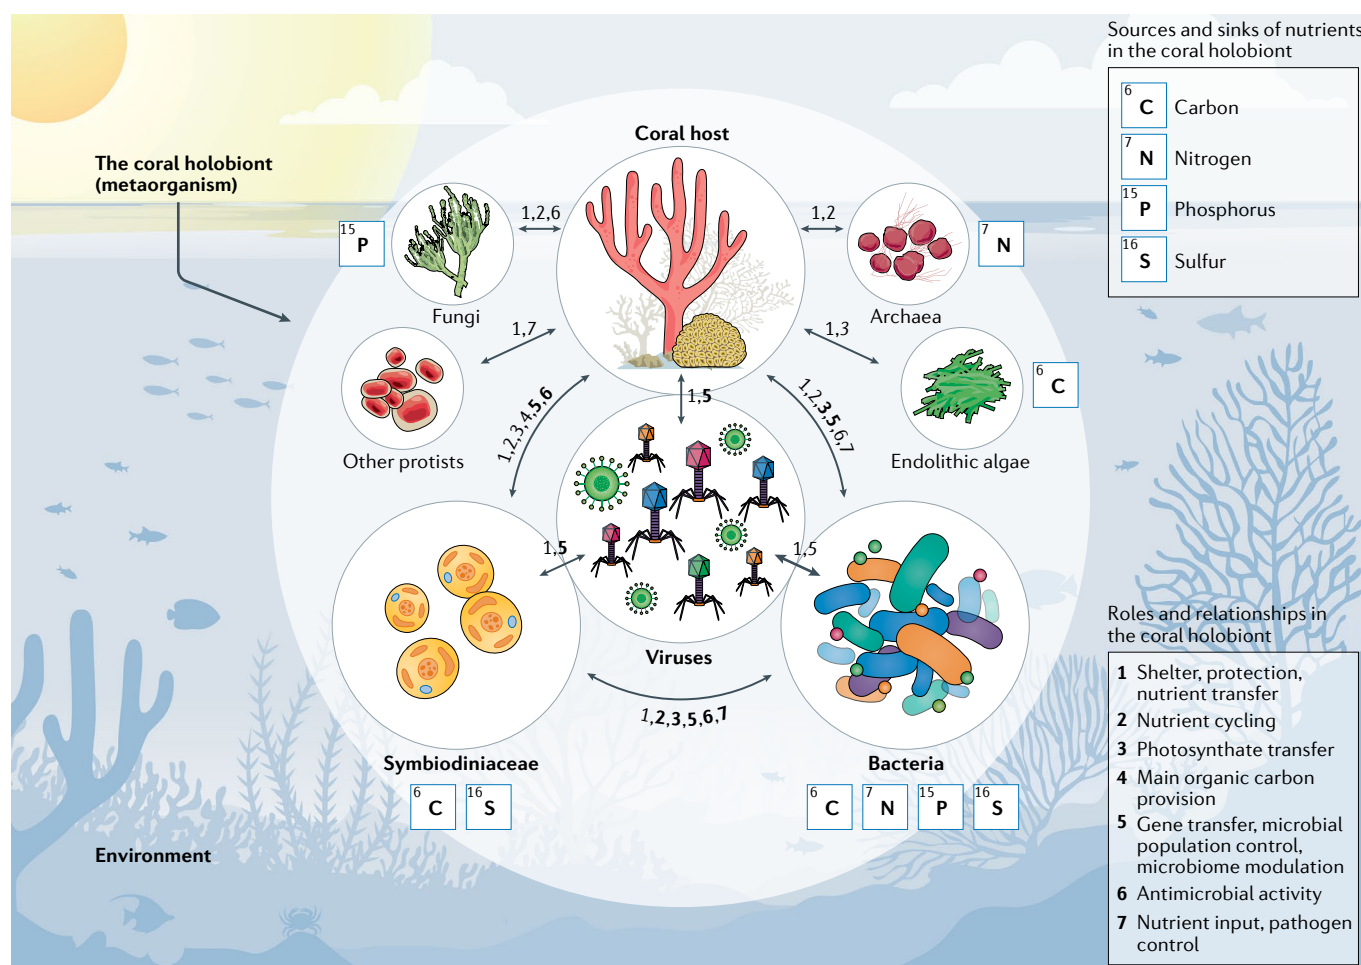 Sources and sinks of nutrients
in the coral holobiont
6
C Carbon
7
N Nitrogen
15
P Phosphorus
16
S Sulfur
The coral holobiont
(metaorganism)
Coral host
15
P
1,2,6
1,2
7
N
Fungi
Archaea
1,7
1,3
6
C
Other protists
Endolithic algae
1,2,3,4,5,6
1,5
1,2,3,5,6,7
1,5
1,5
Viruses
1,2,3,5,6,7
Symbiodiniaceae
6
C
16
S
Bacteria
6
C
7
N
15
P
16
S
Environment
Roles and relationships in
the coral holobiont
1 Shelter, protection,
nutrient transfer
2 Nutrient cycling
3 Photosynthate transfer
4 Main organic carbon
provision
5 Gene transfer, microbial
population control,
microbiome modulation
6 Antimicrobial activity
7 Nutrient input, pathogen
control